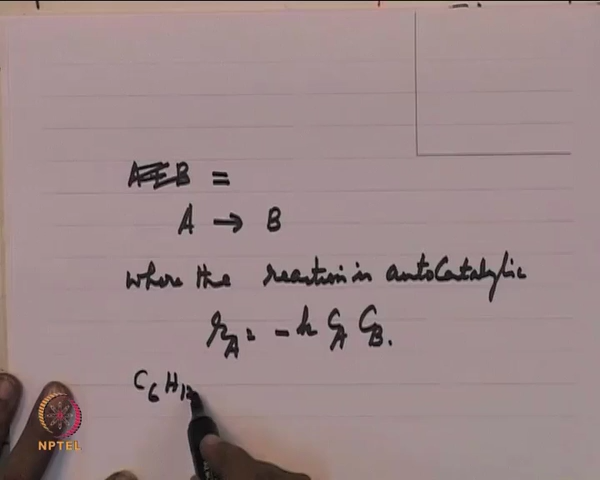 A ⇌ B =
A → B
where the reaction is autoCatalytic
r_A = - k C_A C_B.
C_6 H_12
NPTEL